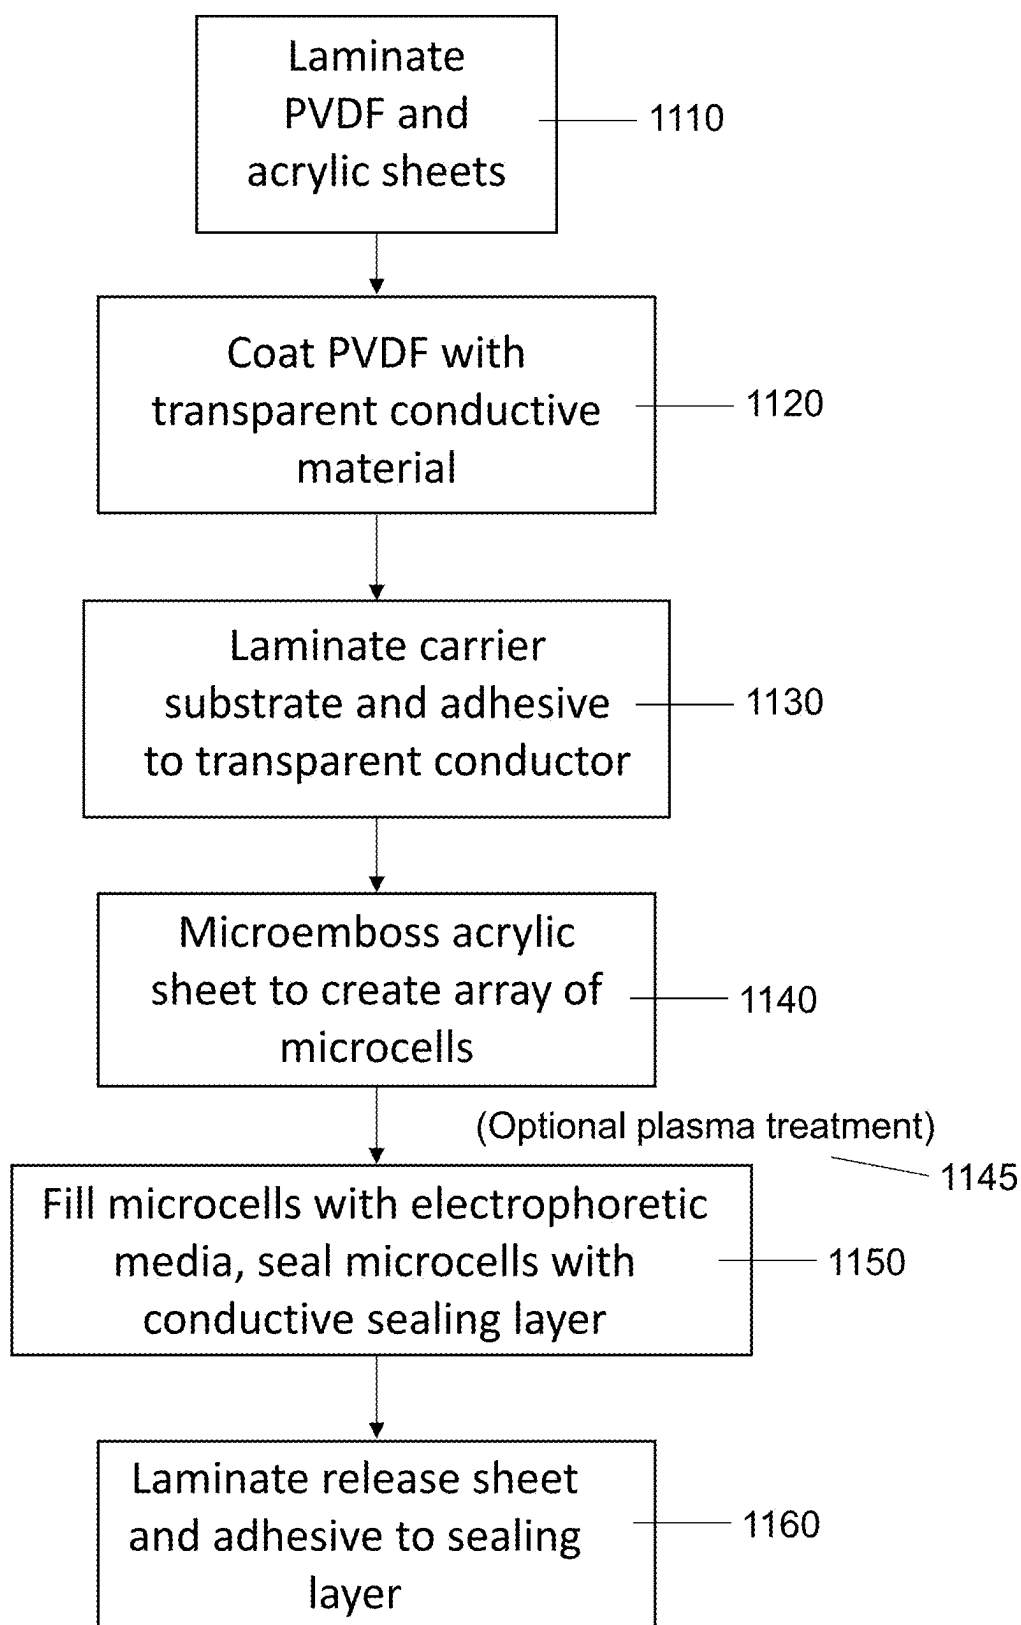 Laminate
PVDF and
acrylic sheets
1110
Coat PVDF with
transparent conductive
material
1120
Laminate carrier
substrate and adhesive
to transparent conductor
1130
Microemboss acrylic
sheet to create array of
microcells
1140
(Optional plasma treatment)
1145
Fill microcells with electrophoretic
media, seal microcells with
conductive sealing layer
1150
Laminate release sheet
and adhesive to sealing
layer
1160